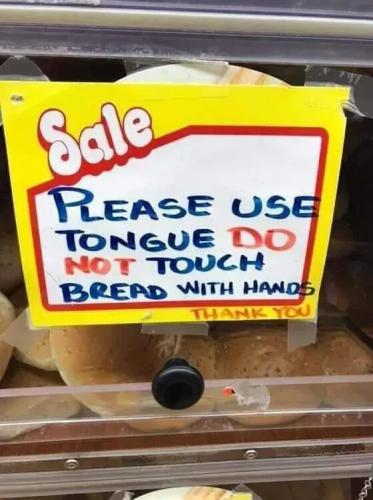 Sale
PLEASE USE
TONGUE DO
NOT TOUCH
BREAD WITH HANDS
THANK YOU